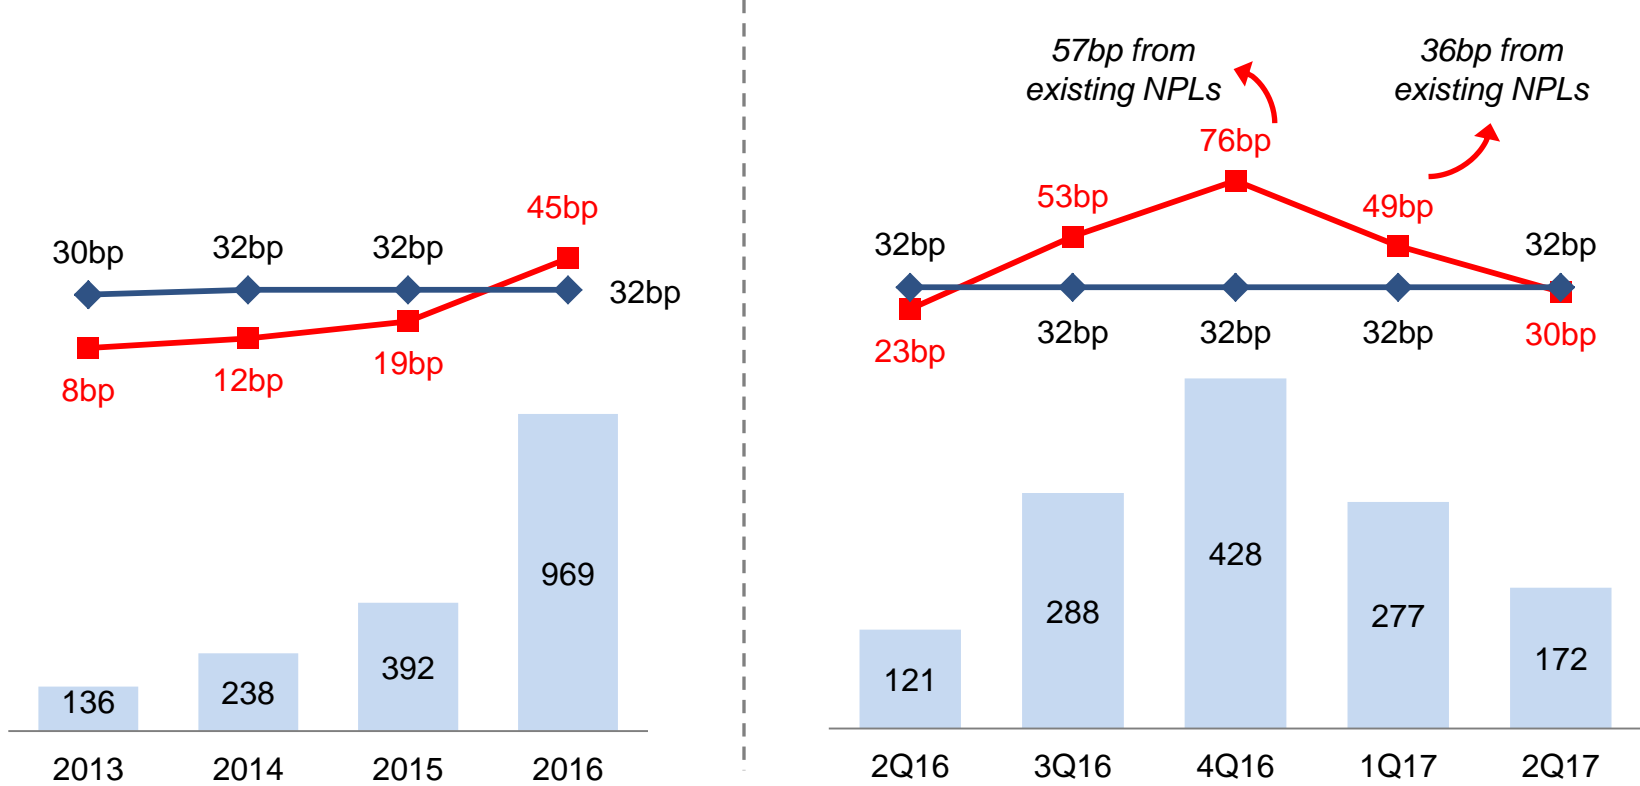 30bp
32bp
32bp
45bp
32bp
8bp
12bp
19bp
136
238
392
969
2013
2014
2015
2016
57bp from
existing NPLs
36bp from
existing NPLs
32bp
53bp
76bp
49bp
32bp
23bp
32bp
32bp
32bp
30bp
121
288
428
277
172
2Q16
3Q16
4Q16
1Q17
2Q17